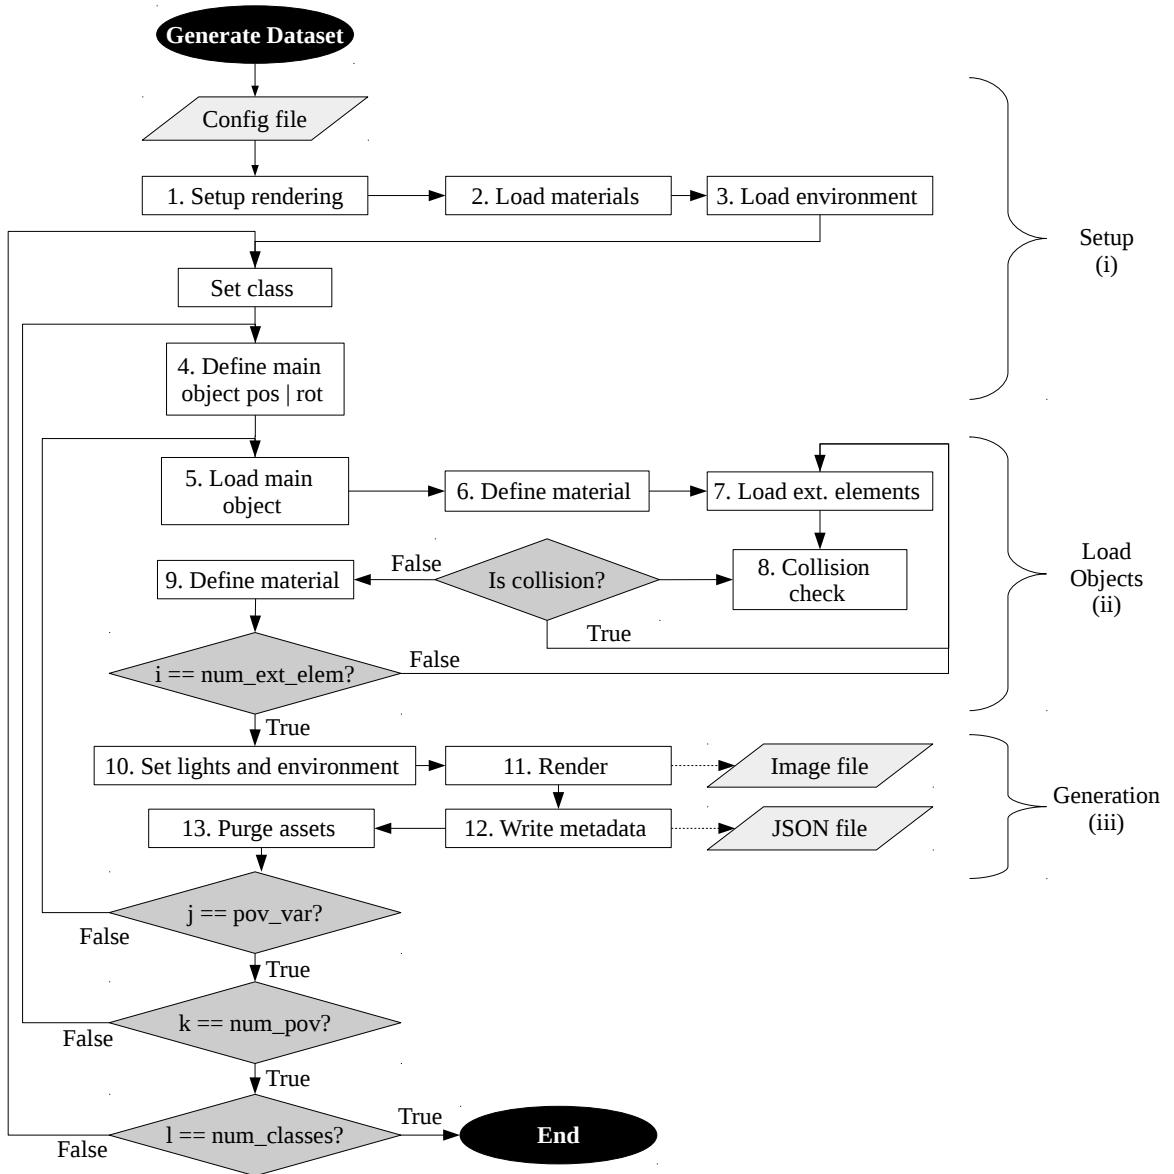 Generate Dataset
Config file
1. Setup rendering
2. Load materials
3. Load environment
Setup
(i)
Set class
4. Define main
object pos | rot
5. Load main
object
6. Define material
7. Load ext. elements
Load
Objects
(ii)
9. Define material
False
Is collision?
8. Collision
check
True
i == num_ext_elem?
False
True
10. Set lights and environment
11. Render
Image file
Generation
(iii)
13. Purge assets
12. Write metadata
JSON file
j == pov_var?
False
True
k == num_pov?
False
True
l == num_classes?
False
True
End